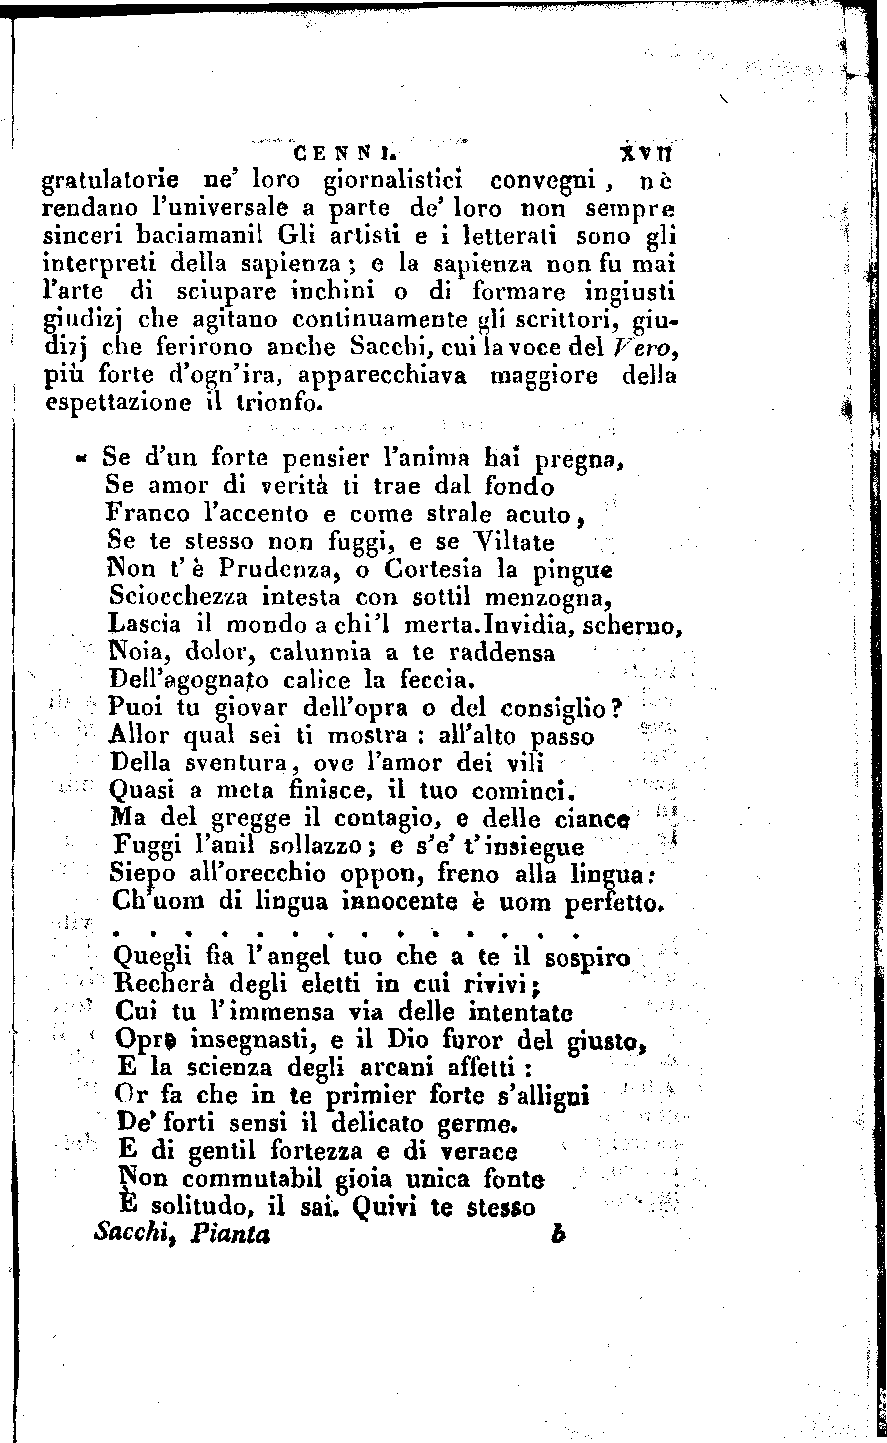 CENNI. XVII
gratulatorie ne' loro giornalistici convegni, nè
rendano l'universale a parte de' loro non sempre
sinceri baciamani! Gli artisti e i letterati sono gli
interpreti della sapienza; e la sapienza non fu mai
l'arte di sciupare inchini o di formare ingiusti
giudizj che agitano continuamente gli scrittori, giu-
dizj che ferirono anche Sacchi, cui la voce del Vero,
più forte d'ogn'ira, apparecchiava maggiore della
espettazione il trionfo.
« Se d'un forte pensier l'anima hai pregna,
Se amor di verità ti trae dal fondo
Franco l'accento e come strale acuto,
Se te stesso non fuggi, e se Viltate
Non t'è Prudenza, o Cortesia la pingue
Sciocchezza intesta con sottil menzogna,
Lascia il mondo a chi 'l merta. Invidia, scherno,
Noia, dolor, calunnia a te raddensa
Dell'agognato calice la feccia.
Puoi tu giovar dell'opra o del consiglio?
Allor qual sei ti mostra: all'alto passo
Della sventura, ove l'amor dei vili
Quasi a meta finisce, il tuo cominci.
Ma del gregge il contagio, e delle ciance
Fuggi l'anil sollazzo; e s'e' t'insiegue
Siepo all'orecchio oppon, freno alla lingua:
Ch'uom di lingua innocente è uom perfetto.
. . . . . . . . . . . . . .
Quegli fia l'angel tuo che a te il sospiro
Recherà degli eletti in cui rivivi;
Cui tu l'immensa via delle intentate
Opre insegnasti, e il Dio furor del giusto,
E la scienza degli arcani affetti:
Or fa che in te primier forte s'alligni
De' forti sensi il delicato germe.
E di gentil fortezza e di verace
Non commutabil gioia unica fonte
È solitudo, il sai. Quivi te stesso
Sacchi, Pianta b